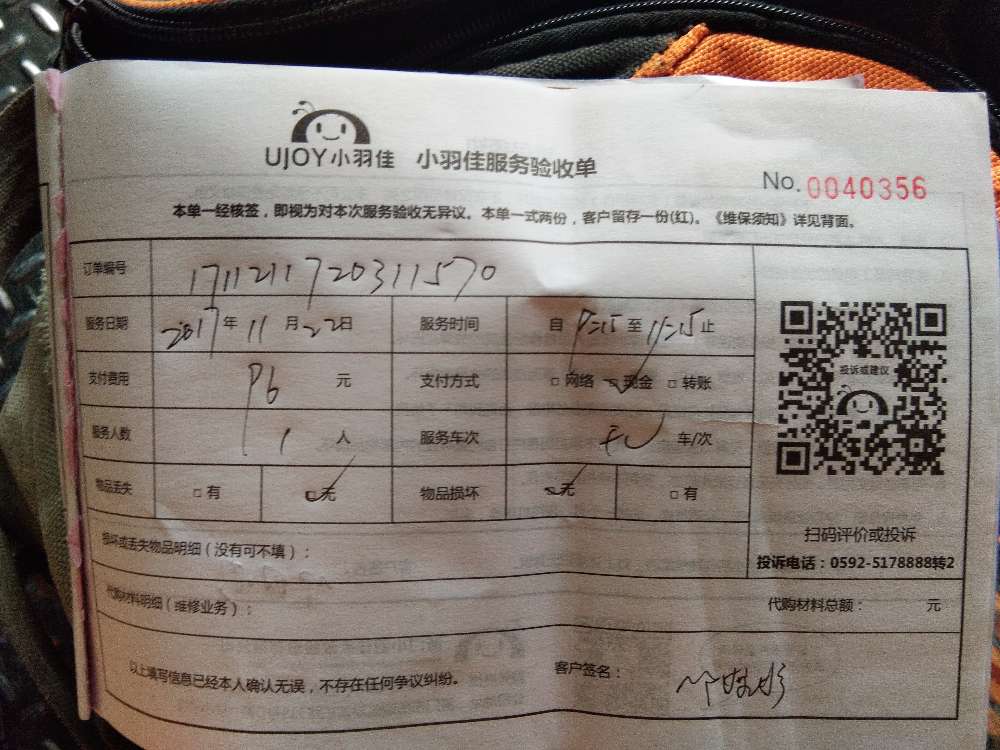 UJOY小羽佳 小羽佳服务验收单
No. 0040356
本单一经核签，即视为对本次服务验收无异议。本单一式两份，客户留存一份(红)。《维保须知》详见背面。
订单编号 171121172031157０
服务日期 2017年11月22日 服务时间 自 9:15 至 11:15 止
支付费用 96 元 支付方式 □ 网络 □ 现金 □ 转账
服务人数 1 人 服务车次 车/次
物品丢失 □ 有 □ 无 物品损坏 □ 无 □ 有
投诉或建议
扫码评价或投诉
投诉电话：0592-5178888转2
损坏或丢失物品明细（没有可不填）：
代购材料明细（维修业务）： 代购材料总额： 元
以上填写信息已经本人确认无误，不存在任何争议纠纷。 客户签名：